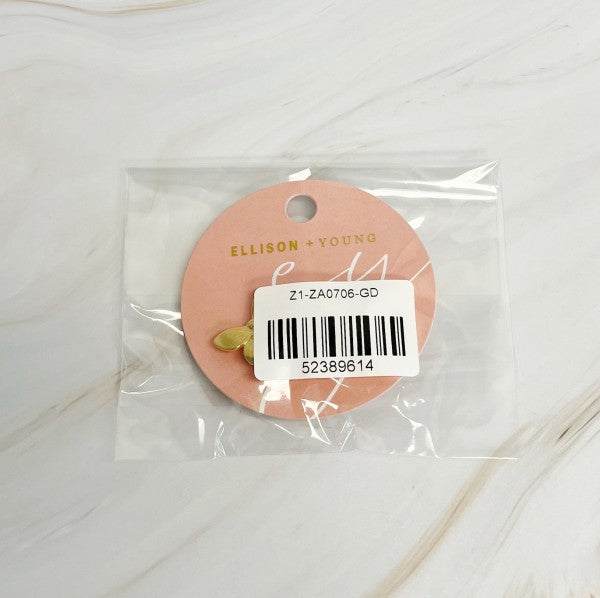 ELLISON + YOUNG
Z1-ZA0706-GD
52389614